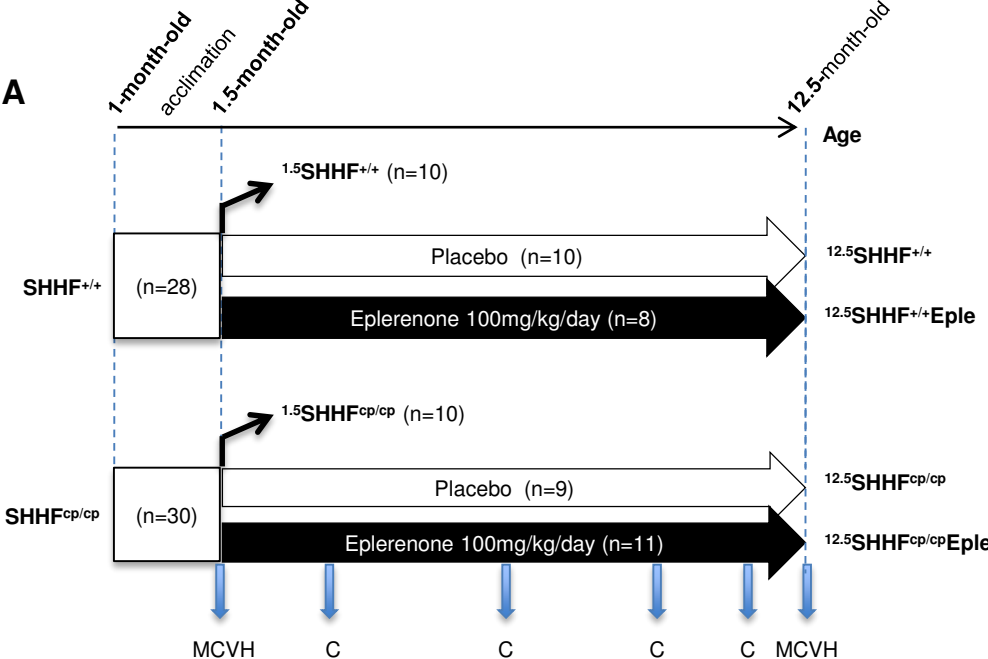 A
1-month-old
acclimation
1.5-month-old
12.5-month-old
Age
1.5SHHF+/+ (n=10)
SHHF+/+
(n=28)
Placebo (n=10)
12.5SHHF+/+
Eplerenone 100mg/kg/day (n=8)
12.5SHHF+/+Eple
1.5SHHFcp/cp (n=10)
SHHFcp/cp
(n=30)
Placebo (n=9)
12.5SHHFcp/cp
Eplerenone 100mg/kg/day (n=11)
12.5SHHFcp/cpEple
MCVH C C C C MCVH